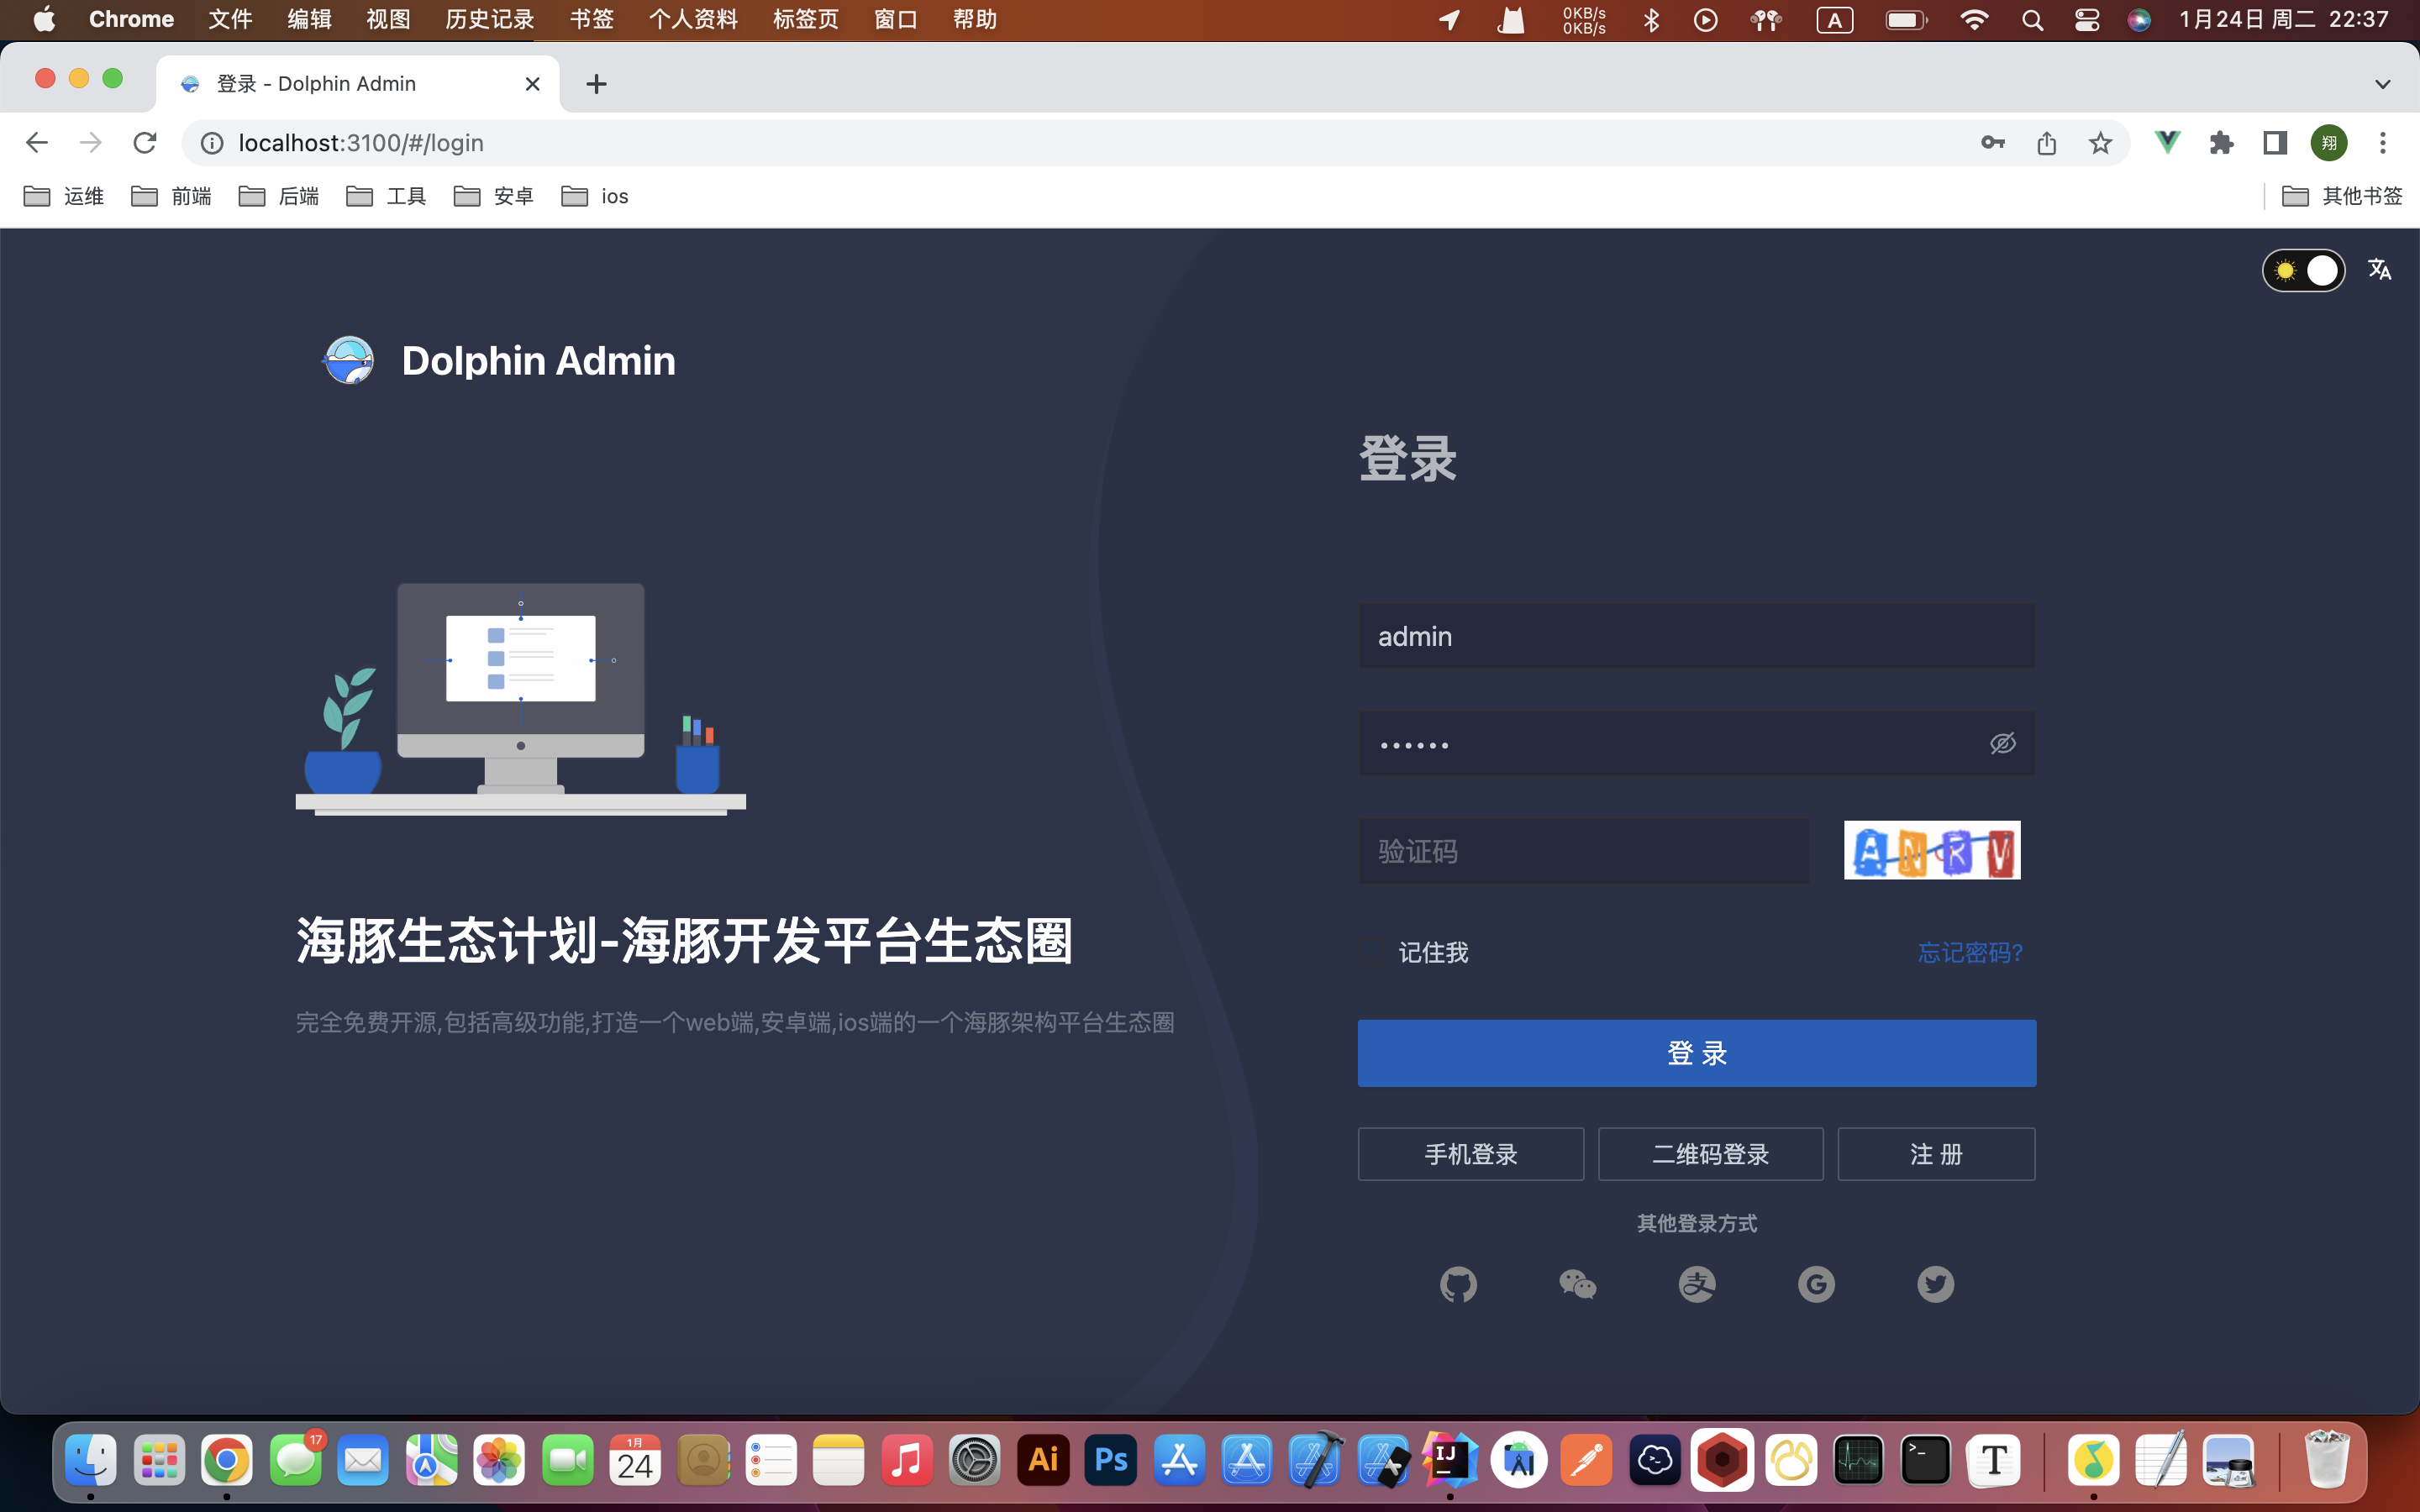 Chrome 文件 编辑 视图 历史记录 书签 个人资料 标签页 窗口 帮助 0KB/s A 1月24日 周二 22:37
0KB/s
登录 - Dolphin Admin
localhost:3100/#/login 翔
运维 前端 后端 工具 安卓 ios 其他书签
Dolphin Admin
登录
admin
验证码 ANRV
海豚生态计划-海豚开发平台生态圈
记住我 忘记密码?
完全免费开源,包括高级功能,打造一个web端,安卓端,ios端的一个海豚架构平台生态圈
登 录
手机登录 二维码登录 注 册
其他登录方式
支 G
17 1月
24 Ai Ps IJ >_ T